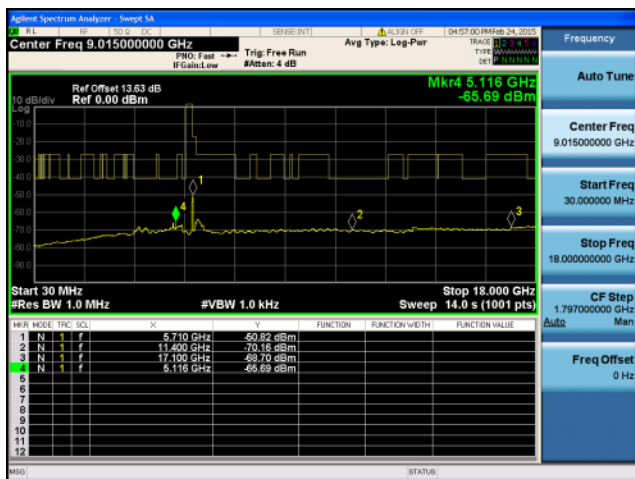 Agilent Spectrum Analyzer - Swept SA
RL RF 50 Ω DC SENSE:INT ALIGN OFF 04:57:00 PM Feb 24, 2015
Center Freq 9.015000000 GHz
PNO: Fast Trig: Free Run
IFGain:Low #Atten: 4 dB
Avg Type: Log-Pwr
TRACE 1 2 3 4 5 6
TYPE
DET P N N N N N
Ref Offset 13.63 dB
10 dB/div Ref 0.00 dBm
Log
Mkr4 5.116 GHz
-65.69 dBm
-10.0
-20.0
-30.0
-40.0
-50.0
-60.0
-70.0
-80.0
-90.0
1
2
3
4
Start 30 MHz
Stop 18.000 GHz
#Res BW 1.0 MHz
#VBW 1.0 kHz
Sweep 14.0 s (1001 pts)
MKR MODE TRC SCL X Y FUNCTION FUNCTION WIDTH FUNCTION VALUE
1 N 1 f 5.710 GHz -50.82 dBm
2 N 1 f 11.400 GHz -70.16 dBm
3 N 1 f 17.100 GHz -68.70 dBm
4 N 1 f 5.116 GHz -65.69 dBm
5
6
7
8
9
10
11
12
MSG STATUS
Frequency
Auto Tune
Center Freq
9.015000000 GHz
Start Freq
30.000000 MHz
Stop Freq
18.000000000 GHz
CF Step
1.797000000 GHz
Auto Man
Freq Offset
0 Hz